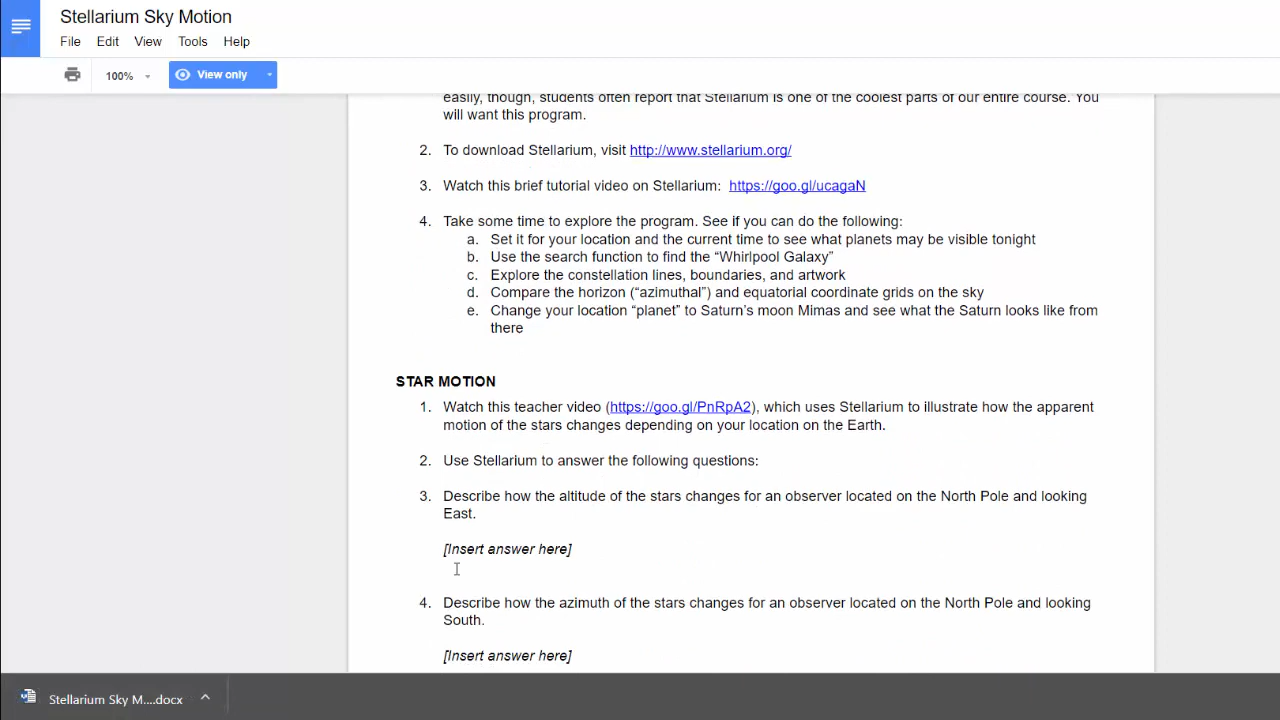 Stellarium Sky Motion
File Edit View Tools Help
100% View only
easily, though, students often report that Stellarium is one of the coolest parts of our entire course. You
will want this program.
2. To download Stellarium, visit http://www.stellarium.org/
3. Watch this brief tutorial video on Stellarium: https://goo.gl/ucagaN
4. Take some time to explore the program. See if you can do the following:
a. Set it for your location and the current time to see what planets may be visible tonight
b. Use the search function to find the “Whirlpool Galaxy”
c. Explore the constellation lines, boundaries, and artwork
d. Compare the horizon (“azimuthal”) and equatorial coordinate grids on the sky
e. Change your location “planet” to Saturn’s moon Mimas and see what the Saturn looks like from
there
STAR MOTION
1. Watch this teacher video (https://goo.gl/PnRpA2), which uses Stellarium to illustrate how the apparent
motion of the stars changes depending on your location on the Earth.
2. Use Stellarium to answer the following questions:
3. Describe how the altitude of the stars changes for an observer located on the North Pole and looking
East.
[Insert answer here]
4. Describe how the azimuth of the stars changes for an observer located on the North Pole and looking
South.
[Insert answer here]
Stellarium Sky M....docx